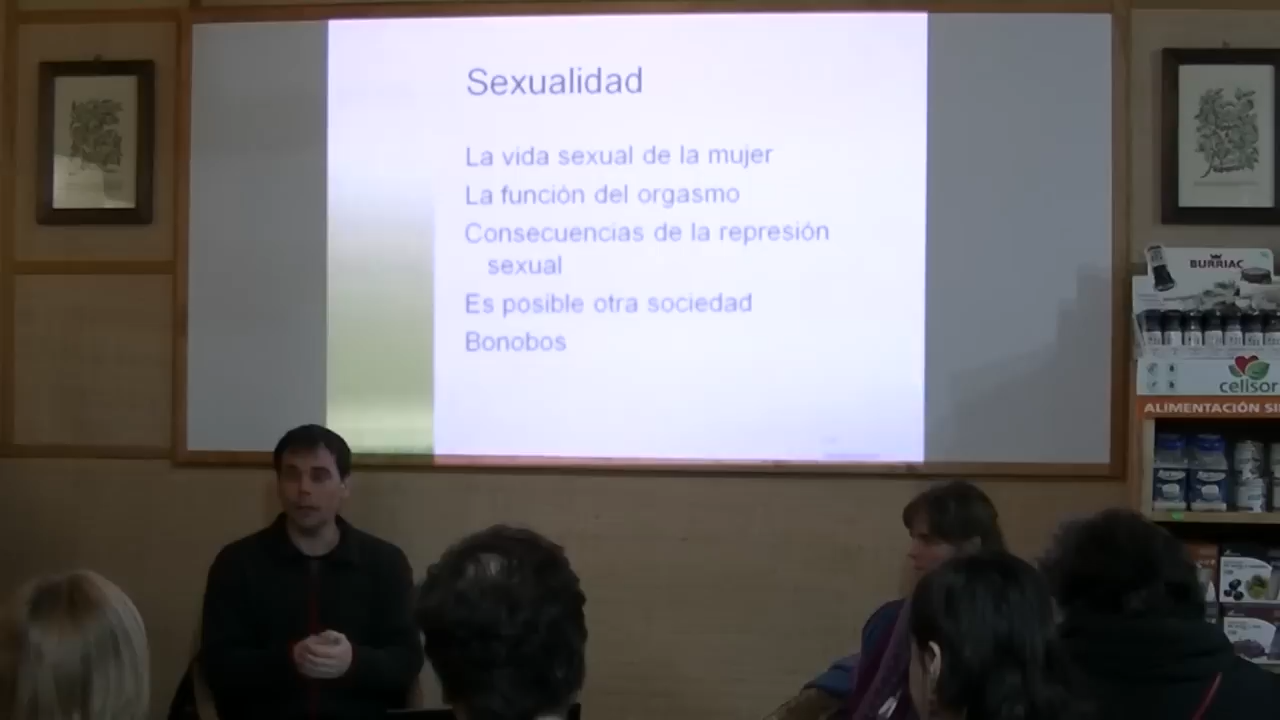 Sexualidad
La vida sexual de la mujer
La función del orgasmo
Consecuencias de la represión
sexual
Es posible otra sociedad
Bonobos
BURRIAC
celisor
ALIMENTACIÓN